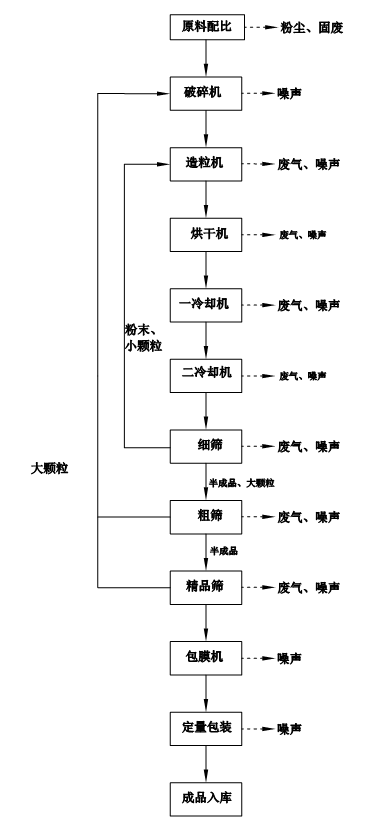 原料配比
粉尘、固废
破碎机
噪声
造粒机
废气、噪声
烘干机
废气、噪声
一冷却机
废气、噪声
粉末、
小颗粒
二冷却机
废气、噪声
细筛
废气、噪声
大颗粒
半成品、大颗粒
粗筛
废气、噪声
半成品
精品筛
废气、噪声
包膜机
噪声
定量包装
噪声
成品入库